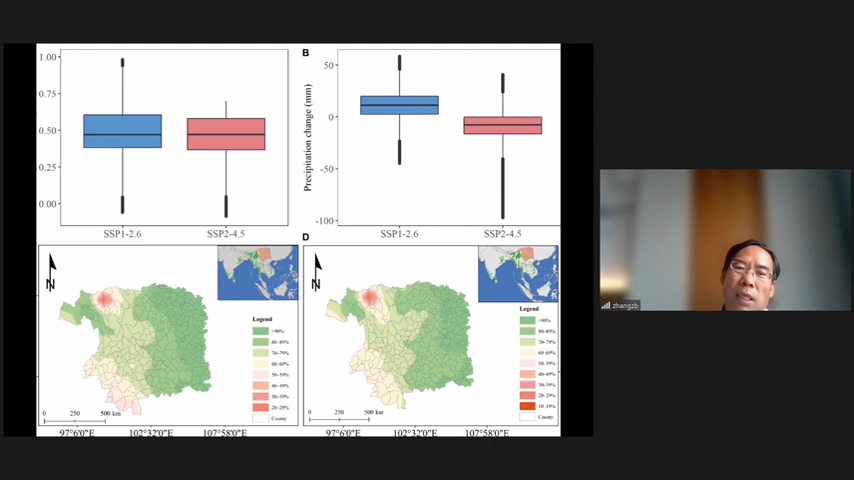 1.00
0.75
0.50
0.25
0.00
SSP1-2.6
SSP2-4.5
B
Precipitation change (mm)
50
0
-50
-100
SSP1-2.6
SSP2-4.5
N
Legend
>90%
80-89%
70-79%
60-69%
50-59%
40-49%
30-39%
20-29%
County
0 250 500 km
97°6'0"E 102°32'0"E 107°58'0"E
D
N
Legend
>90%
80-89%
70-79%
60-69%
50-59%
40-49%
30-39%
20-29%
10-19%
County
0 250 500 km
97°6'0"E 102°32'0"E 107°58'0"E
zhangzb